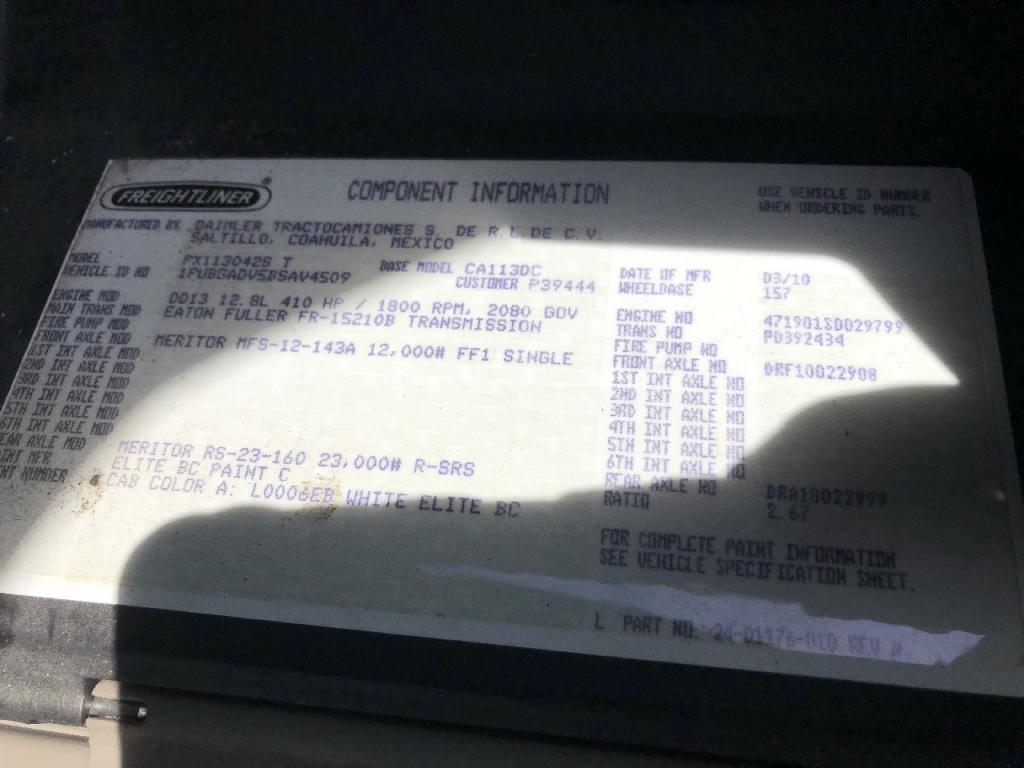 FREIGHTLINER®
COMPONENT INFORMATION
USE VEHICLE ID NUMBER
WHEN ORDERING PARTS.
MANUFACTURED BY DAIMLER TRACTOCAMIONES S. DE R.L. DE C.V.
SALTILLO, COAHUILA, MEXICO
MODEL PX113042S T BASE MODEL CA113DC DATE OF MFR 03/10
VEHICLE ID NO 1FUBGADV5BSAV4509 CUSTOMER P39444 WHEELBASE 157
ENGINE MOD DD13 12.8L 410 HP / 1800 RPM, 2080 GOV ENGINE NO 471901S0029799
MAIN TRANS MOD EATON FULLER FR-15210B TRANSMISSION TRANS NO PD392434
FIRE PUMP MOD FIRE PUMP NO
FRONT AXLE MOD MERITOR MFS-12-143A 12,000# FF1 SINGLE FRONT AXLE NO DRF10022908
1ST INT AXLE MOD 1ST INT AXLE NO
2ND INT AXLE MOD 2ND INT AXLE NO
3RD INT AXLE MOD 3RD INT AXLE NO
4TH INT AXLE MOD 4TH INT AXLE NO
5TH INT AXLE MOD 5TH INT AXLE NO
6TH INT AXLE MOD 6TH INT AXLE NO
REAR AXLE MOD MERITOR RS-23-160 23,000# R-SRS REAR AXLE NO DRA10022999
PAINT MFR ELITE BC PAINT C RATIO 2.67
PAINT NUMBER CAB COLOR A: L0006EB WHITE ELITE BC
FOR COMPLETE PAINT INFORMATION
SEE VEHICLE SPECIFICATION SHEET.
L PART NO.